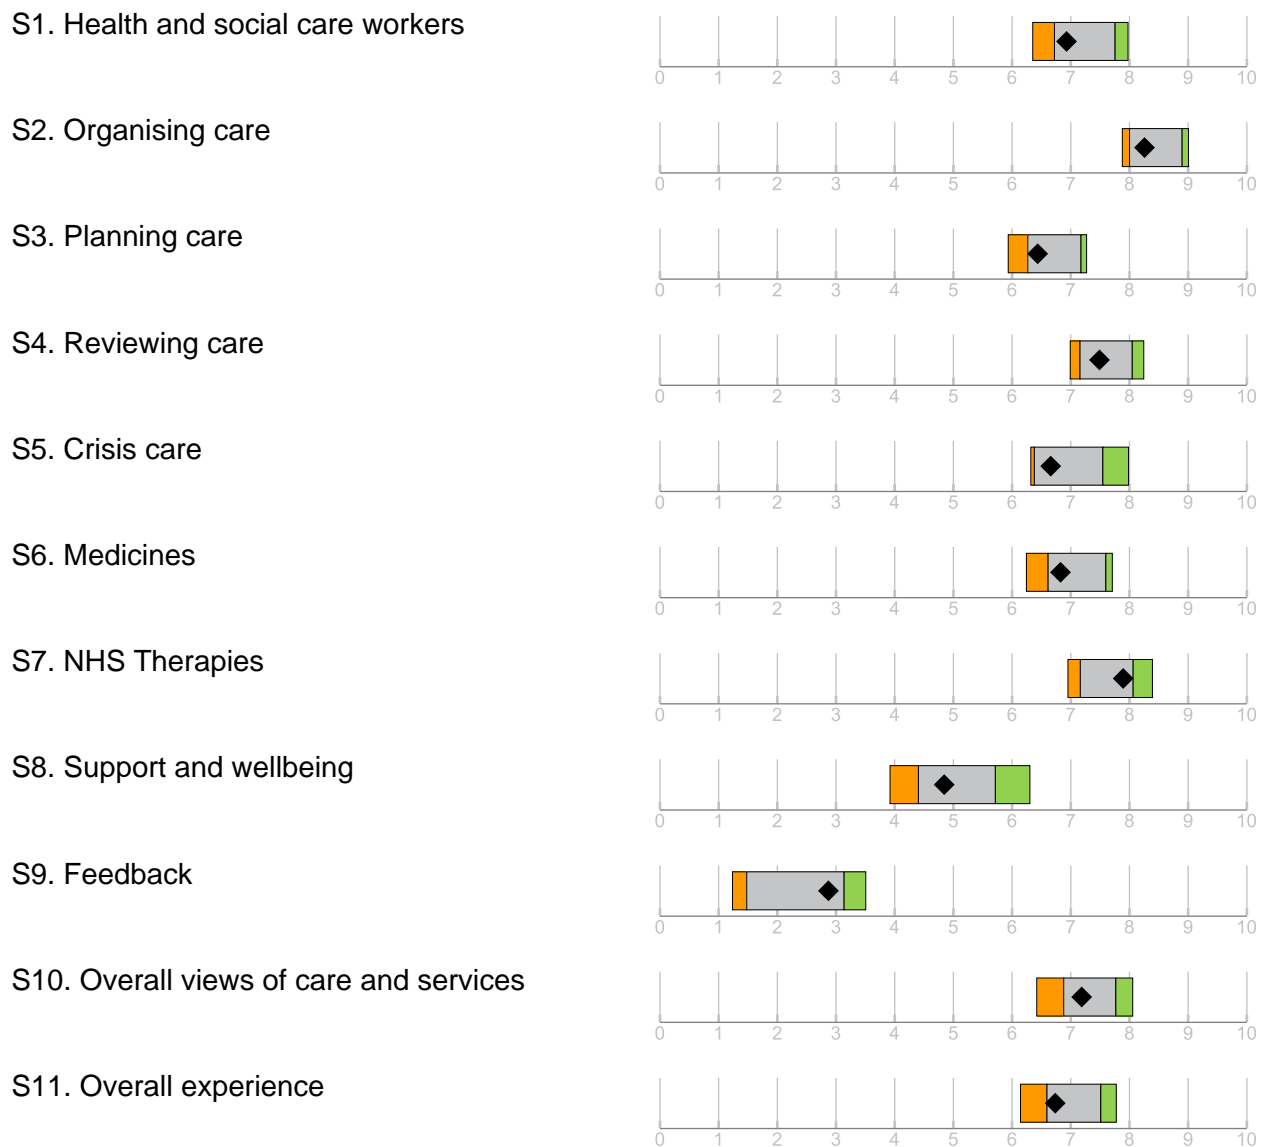 S1. Health and social care workers
0 1 2 3 4 5 6 7 8 9 10
S2. Organising care
0 1 2 3 4 5 6 7 8 9 10
S3. Planning care
0 1 2 3 4 5 6 7 8 9 10
S4. Reviewing care
0 1 2 3 4 5 6 7 8 9 10
S5. Crisis care
0 1 2 3 4 5 6 7 8 9 10
S6. Medicines
0 1 2 3 4 5 6 7 8 9 10
S7. NHS Therapies
0 1 2 3 4 5 6 7 8 9 10
S8. Support and wellbeing
0 1 2 3 4 5 6 7 8 9 10
S9. Feedback
0 1 2 3 4 5 6 7 8 9 10
S10. Overall views of care and services
0 1 2 3 4 5 6 7 8 9 10
S11. Overall experience
0 1 2 3 4 5 6 7 8 9 10